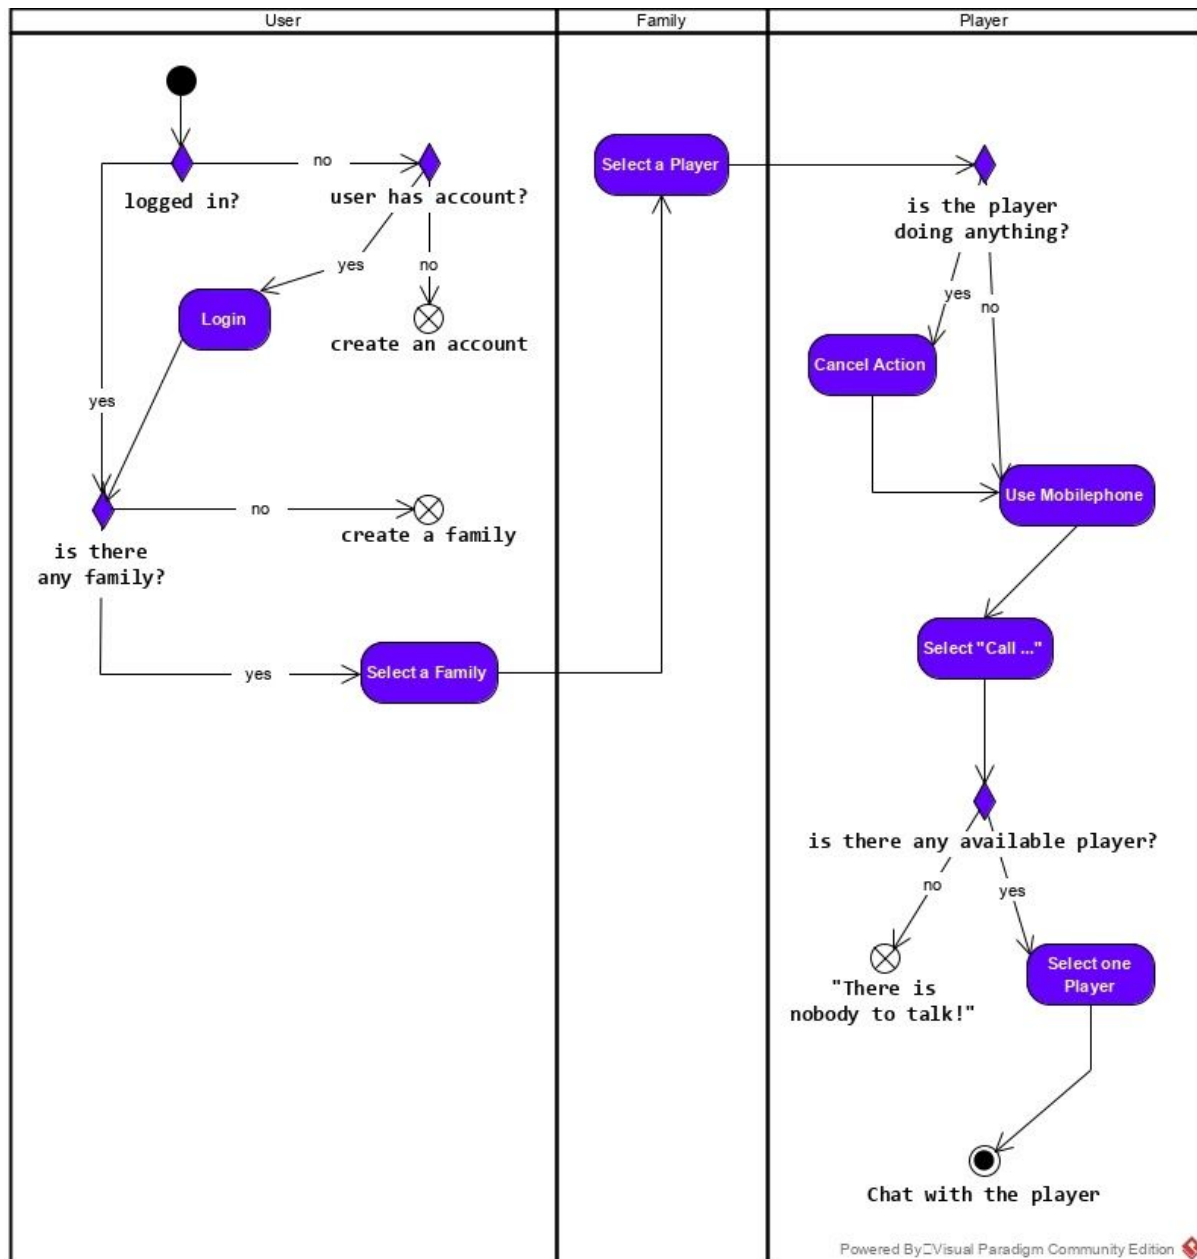 User
Family
Player
no
logged in?
user has account?
yes
no
Login
create an account
yes
no
is there
any family?
create a family
yes
Select a Family
Select a Player
is the player
doing anything?
yes
no
Cancel Action
Use Mobilephone
Select "Call ..."
is there any available player?
no
yes
"There is
nobody to talk!"
Select one
Player
Chat with the player
Powered By□Visual Paradigm Community Edition